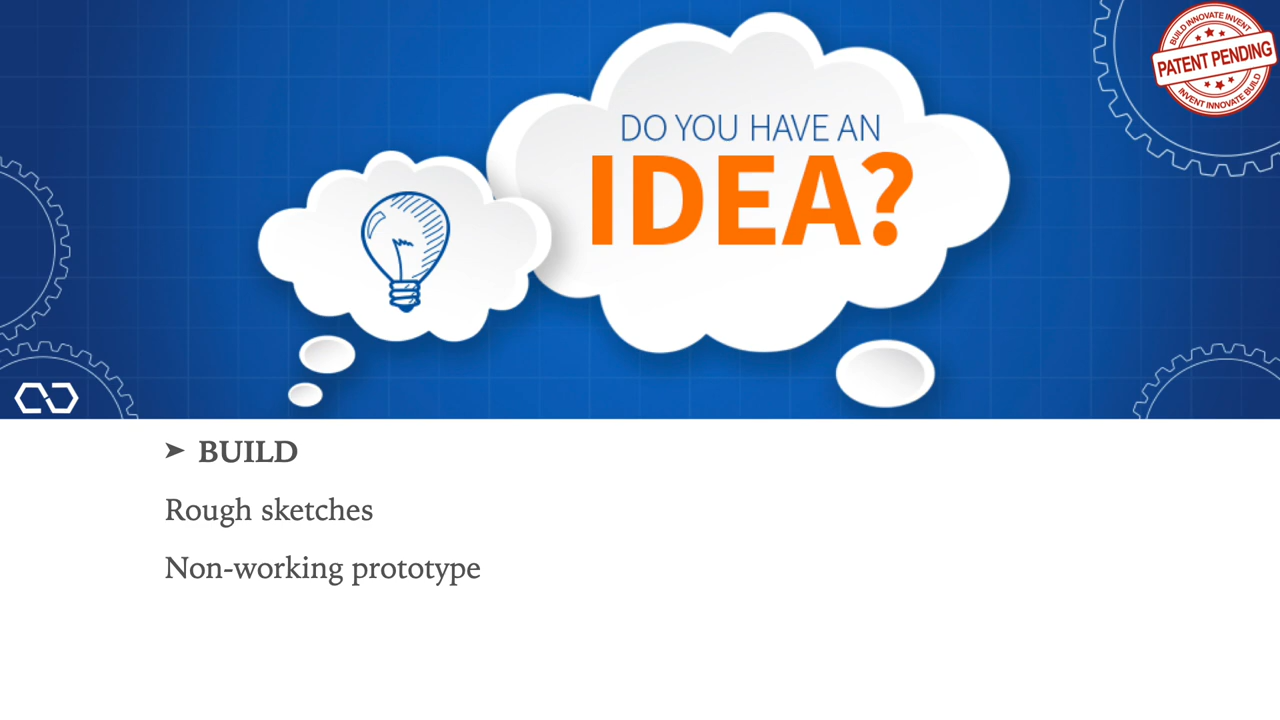 BUILD INNOVATE INVENT
PATENT PENDING
INVENT INNOVATE BUILD
DO YOU HAVE AN
IDEA?
➤ BUILD
Rough sketches
Non-working prototype